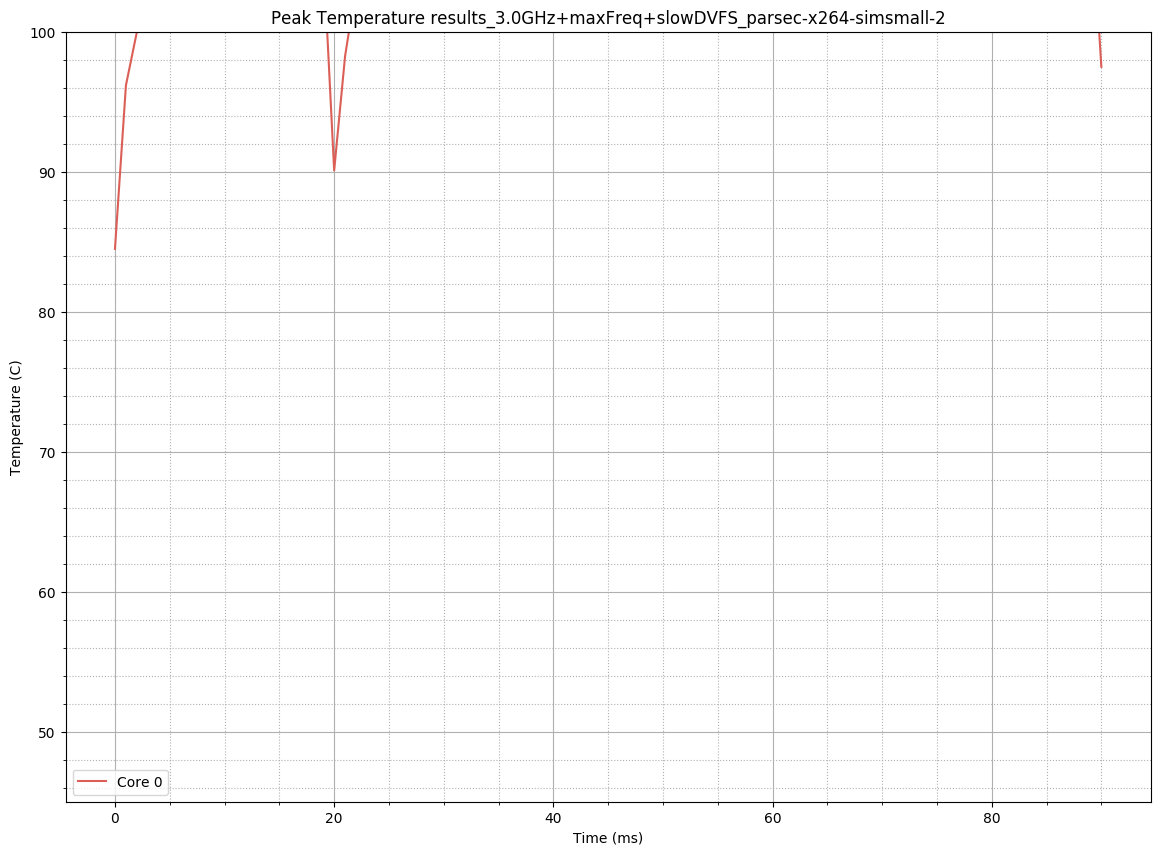 Peak Temperature results_3.0GHz+maxFreq+slowDVFS_parsec-x264-simsmall-2
100
90
80
70
60
50
Temperature (C)
Core 0
0 20 40 60 80
Time (ms)